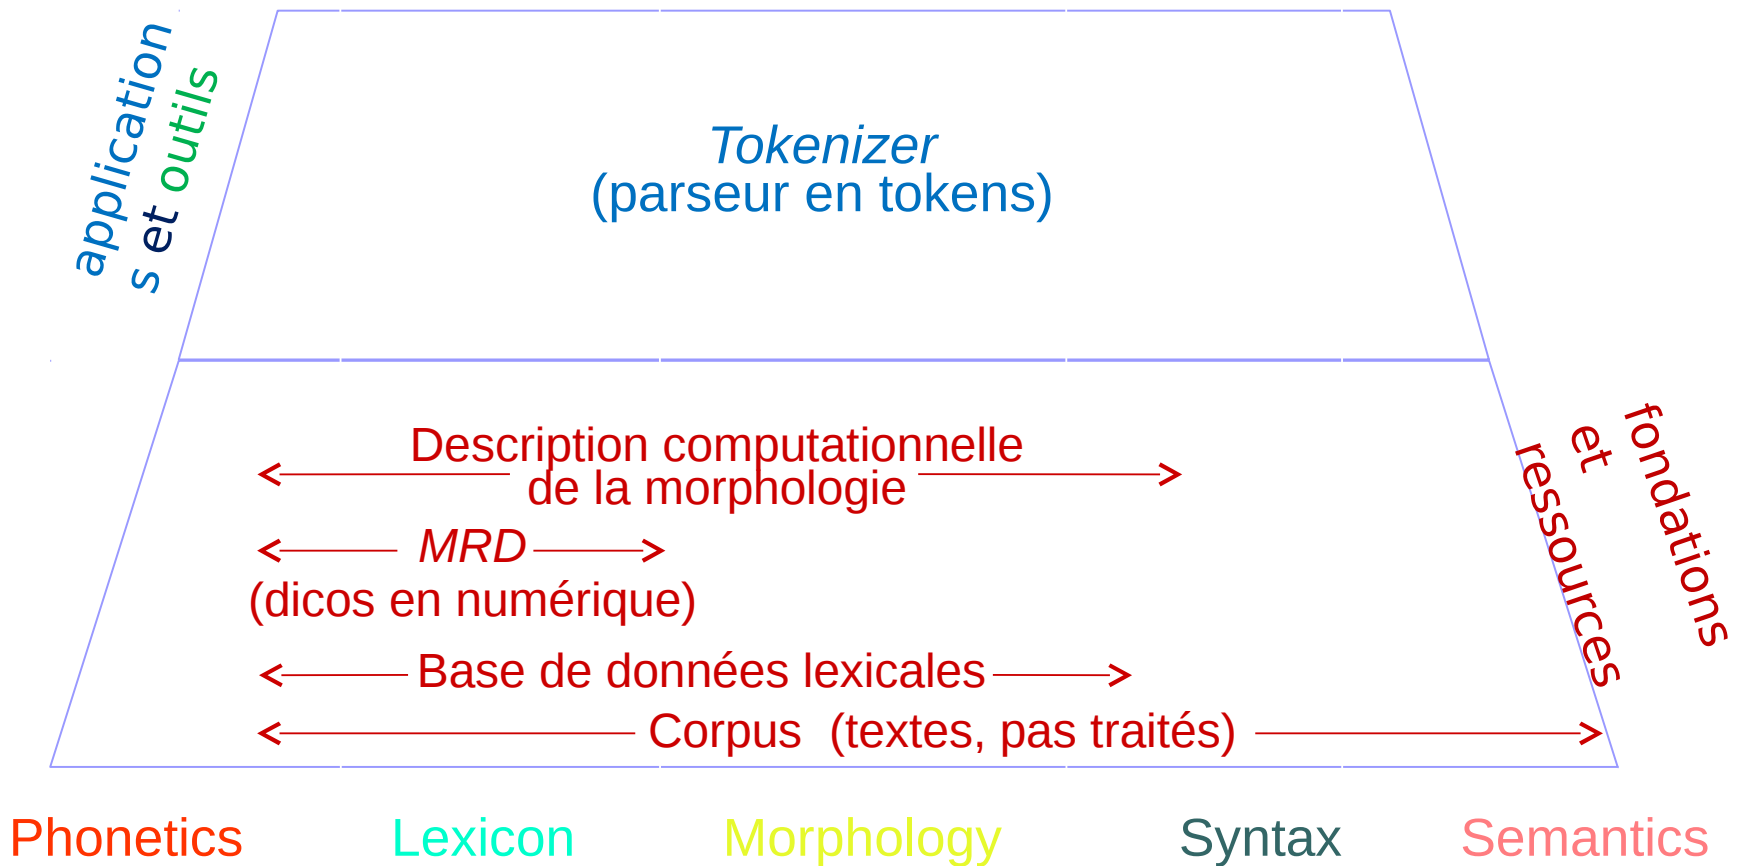 application
s et outils
Tokenizer
(parseur en tokens)
Description computationnelle
de la morphologie
MRD
(dicos en numérique)
Base de données lexicales
Corpus (textes, pas traités)
fondations
et
ressources
Phonetics Lexicon Morphology Syntax Semantics